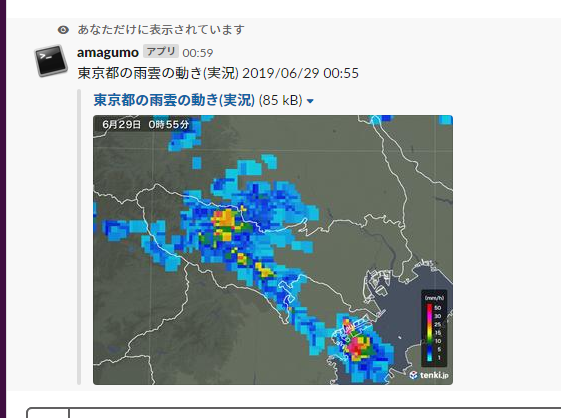 あなただけに表示されています
amagumo アプリ 00:59
東京都の雨雲の動き(実況) 2019/06/29 00:55
東京都の雨雲の動き(実況) (85 kB)
6月29日 0時55分
(mm/h)
50
30
25
15
10
5
1
tenki.jp